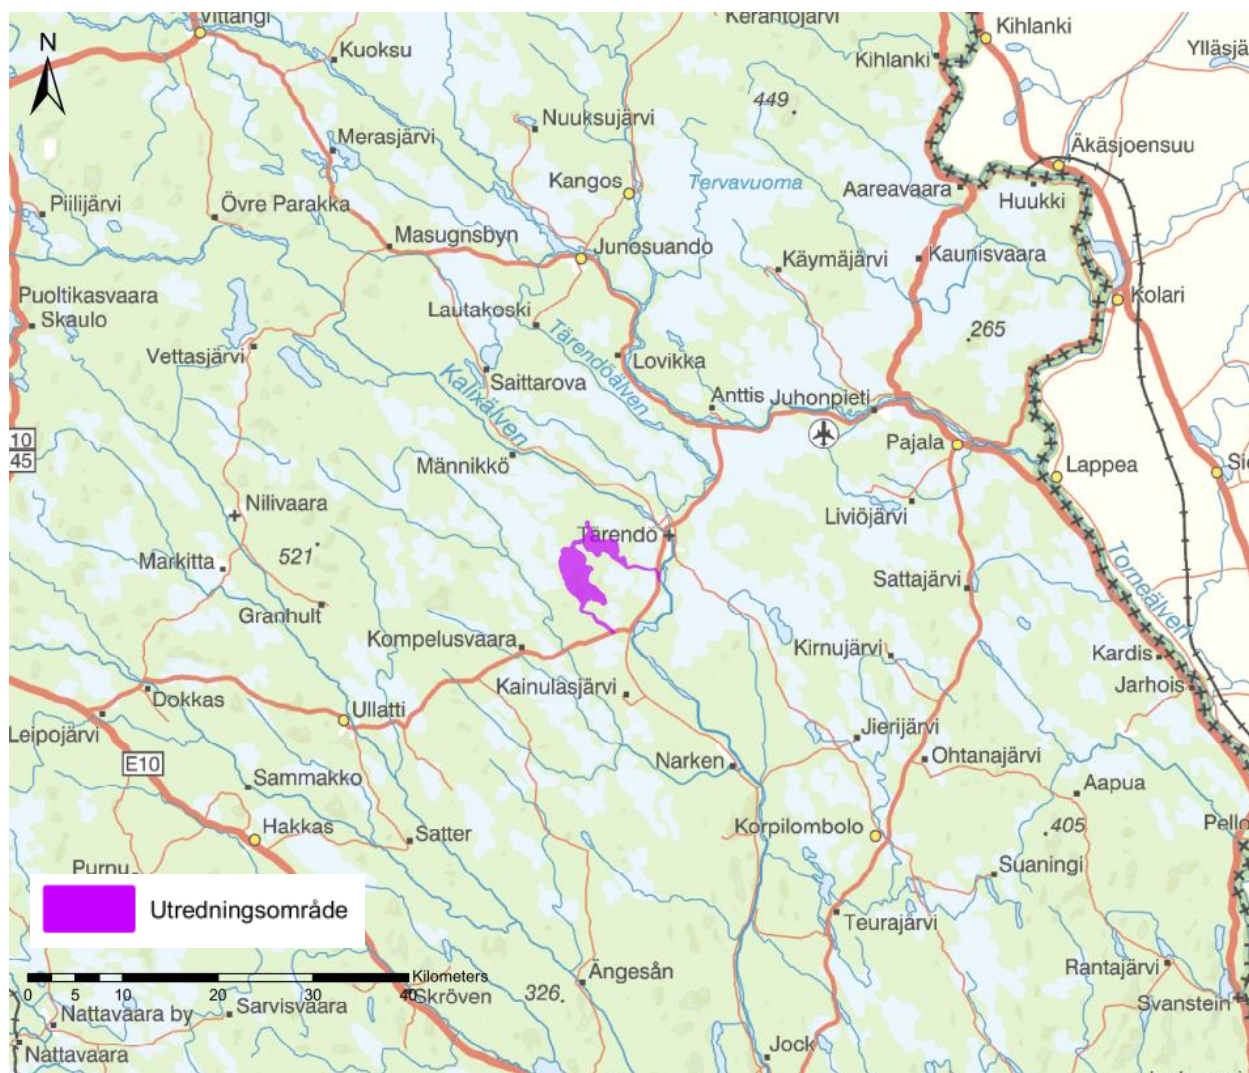 Vittangi
Kerantojärvi
Kihlanki
N
Kuoksu
Kihlanki
Ylläsjä
449
Nuuksujärvi
Merasjärvi
Äkäsjoensuu
Kangos
Tervavuoma
Aareavaara
Huukki
Piilijärvi
Övre Parakka
Masugnsbyn
Junosuando
Käymäjärvi
Kaunisvaara
Puoltikasvaara
Kolari
Skaulo
Lautakoski
265
Vettasjärvi
Tärendöälven
Lovikka
Kalixälven
Saittarova
Anttis
Juhonpieti
10
45
Pajala
Männikkö
Lappea
Nilivaara
Liviöjärvi
Tärendö
521
Markitta
Torneälven
Sattajärvi
Granhult
Kompelusvaara
Kirnujärvi
Kardis
Kainulasjärvi
Jarhois
Dokkas
Ullatti
Leipojärvi
Jierijärvi
Narken
Ohtanajärvi
E10
Sammakko
Aapua
Hakkas
Satter
Korpilombolo
405
Pello
Purnu
Suaningi
Utredningsområde
Teurajärvi
Kilometers
Ängesån
Rantajärvi
0 5 10 20 30 40
Skröven
326
Svanstein
Nattavaara by
Sarvisvaara
Nattavaara
Jock